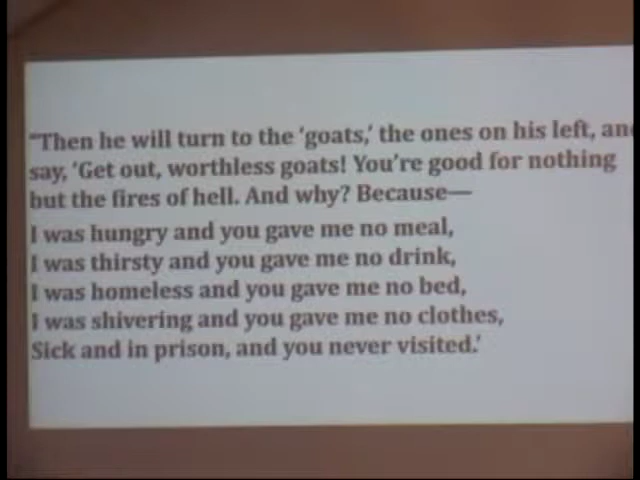 "Then he will turn to the ‘goats,’ the ones on his left, an
say, ‘Get out, worthless goats! You’re good for nothing
but the fires of hell. And why? Because—
I was hungry and you gave me no meal,
I was thirsty and you gave me no drink,
I was homeless and you gave me no bed,
I was shivering and you gave me no clothes,
Sick and in prison, and you never visited.’